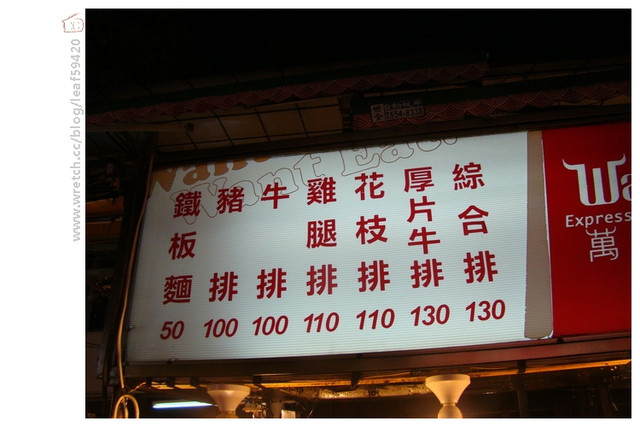 www.wretch.cc/blog/leaf59420
Want Eat
鐵板麵 50
豬排 100
牛排 100
雞腿排 110
花枝排 110
厚片牛排 130
綜合排 130
Wa
Express
萬